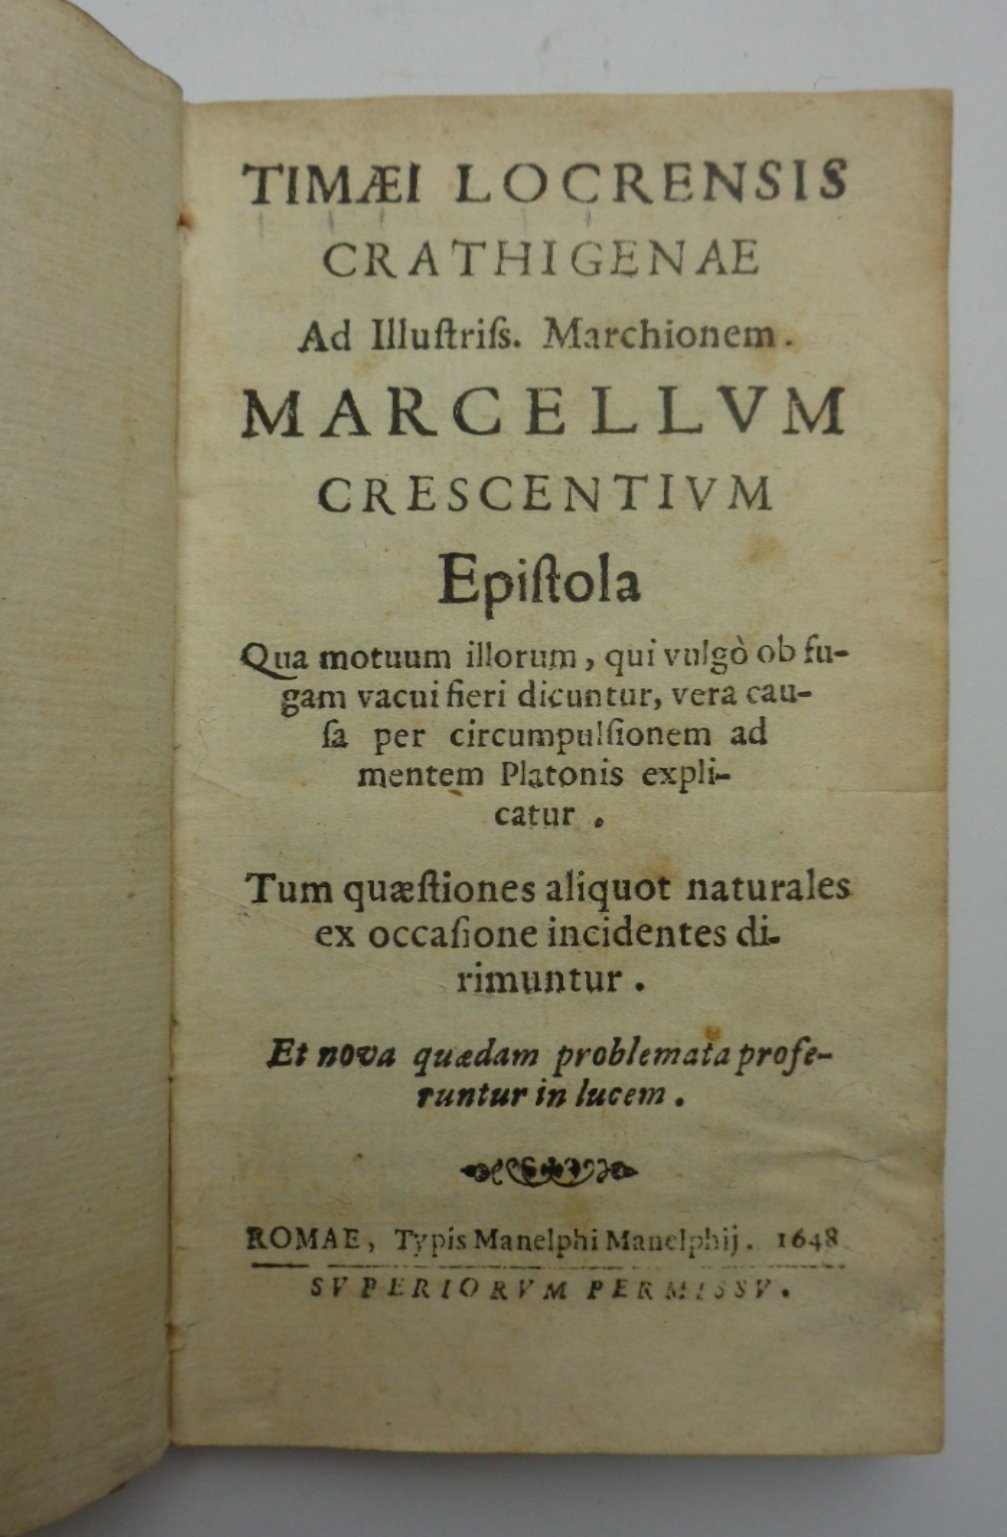 TIMÆI LOCRENSIS
CRATHIGENAE
Ad Illuſtriſs. Marchionem.
MARCELLVM
CRESCENTIVM
Epiſtola
Qua motuum illorum, qui vulgò ob fu-
gam vacui fieri dicuntur, vera cau-
ſa per circumpulſionem ad
mentem Platonis expli-
catur.
Tum quæſtiones aliquot naturales
ex occaſione incidentes di-
rimuntur.
Et nova quædam problemata profe-
runtur in lucem.
ROMAE, Typis Manelphi Manelphij. 1648
SVPERIORVM PERMISSV.